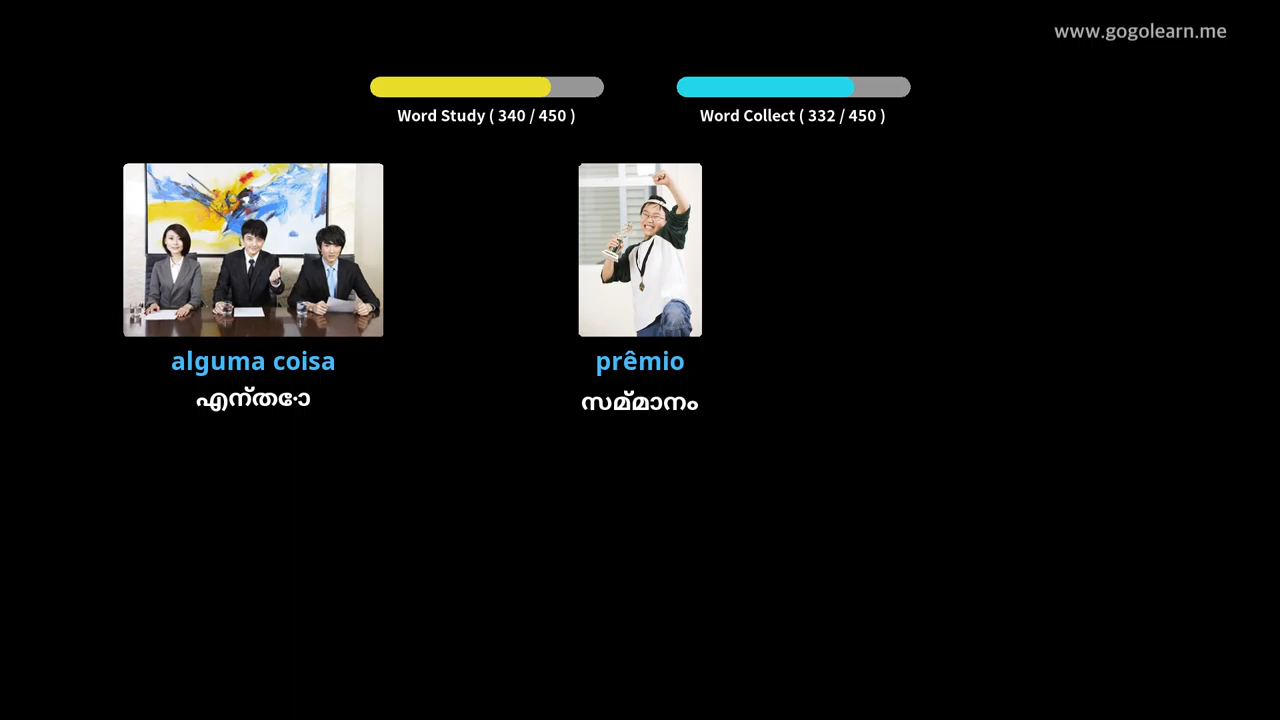 www.gogolearn.me
Word Study ( 340 / 450 )
Word Collect ( 332 / 450 )
alguma coisa
എന്തോ
prêmio
സമ്മാനം